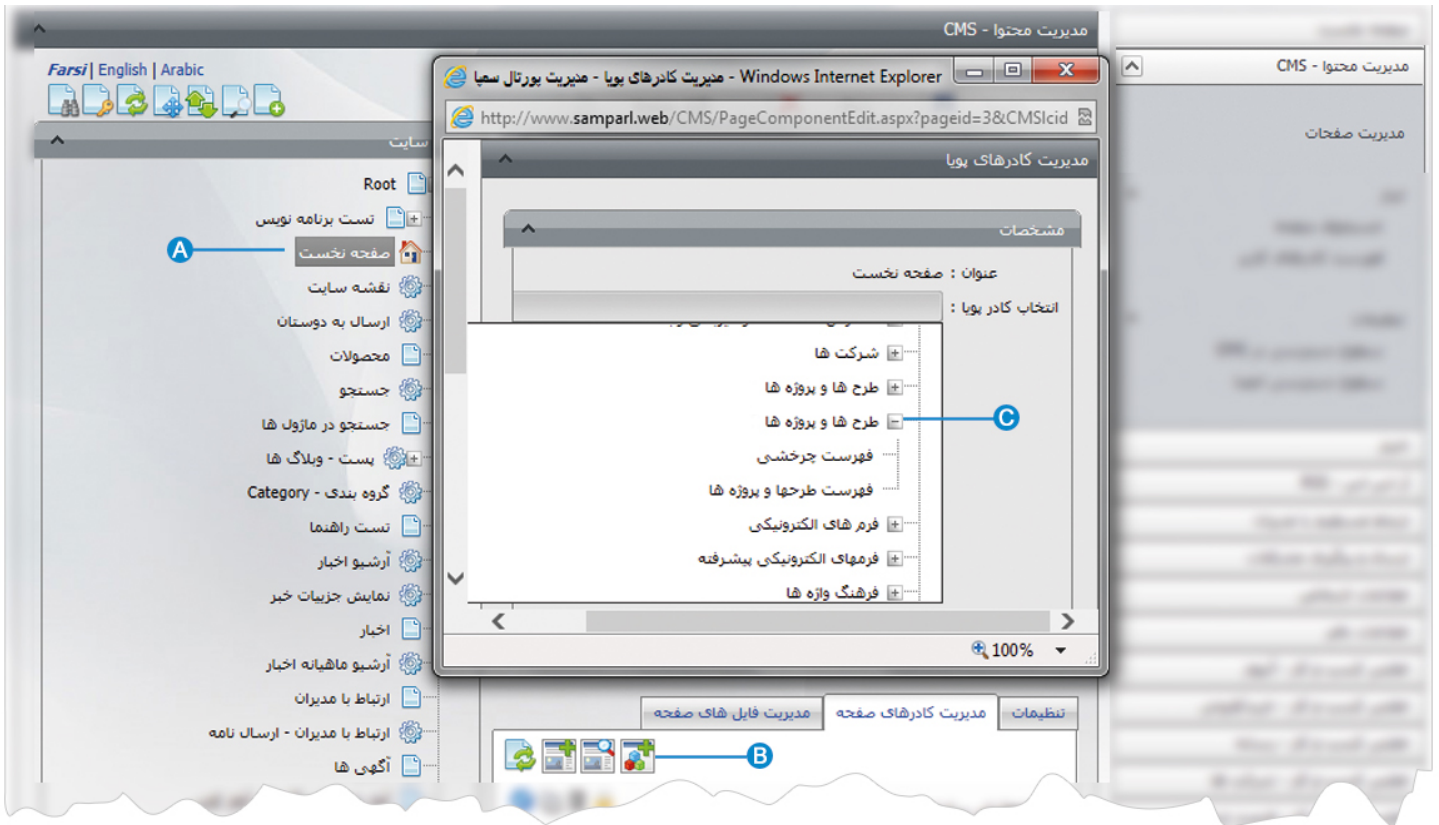 مدیریت محتوا - CMS
Farsi | English | Arabic
سایت
Root
تست برنامه نویس
صفحه نخست
A
نقشه سایت
ارسال به دوستان
محصولات
جستجو
جستجو در ماژول ها
پست - وبلاگ ها
گروه بندی - Category
تست راهنما
آرشیو اخبار
نمایش جزییات خبر
اخبار
آرشیو ماهیانه اخبار
ارتباط با مدیران
ارتباط با مدیران - ارسال نامه
آگهی ها
مدیریت کادرهای پویا - مدیریت پورتال سمپا - Windows Internet Explorer
http://www.samparl.web/CMS/PageComponentEdit.aspx?pageid=3&CMSIcid
مدیریت کادرهای پویا
مشخصات
عنوان : صفحه نخست
انتخاب کادر پویا :
شرکت ها
طرح ها و پروژه ها
طرح ها و پروژه ها
C
فهرست چرخشی
فهرست طرحها و پروژه ها
فرم های الکترونیکی
فرمهای الکترونیکی پیشرفته
فرهنگ واژه ها
100%
تنظیمات
مدیریت کادرهای صفحه
مدیریت فایل های صفحه
B
مدیریت محتوا - CMS
مدیریت صفحات